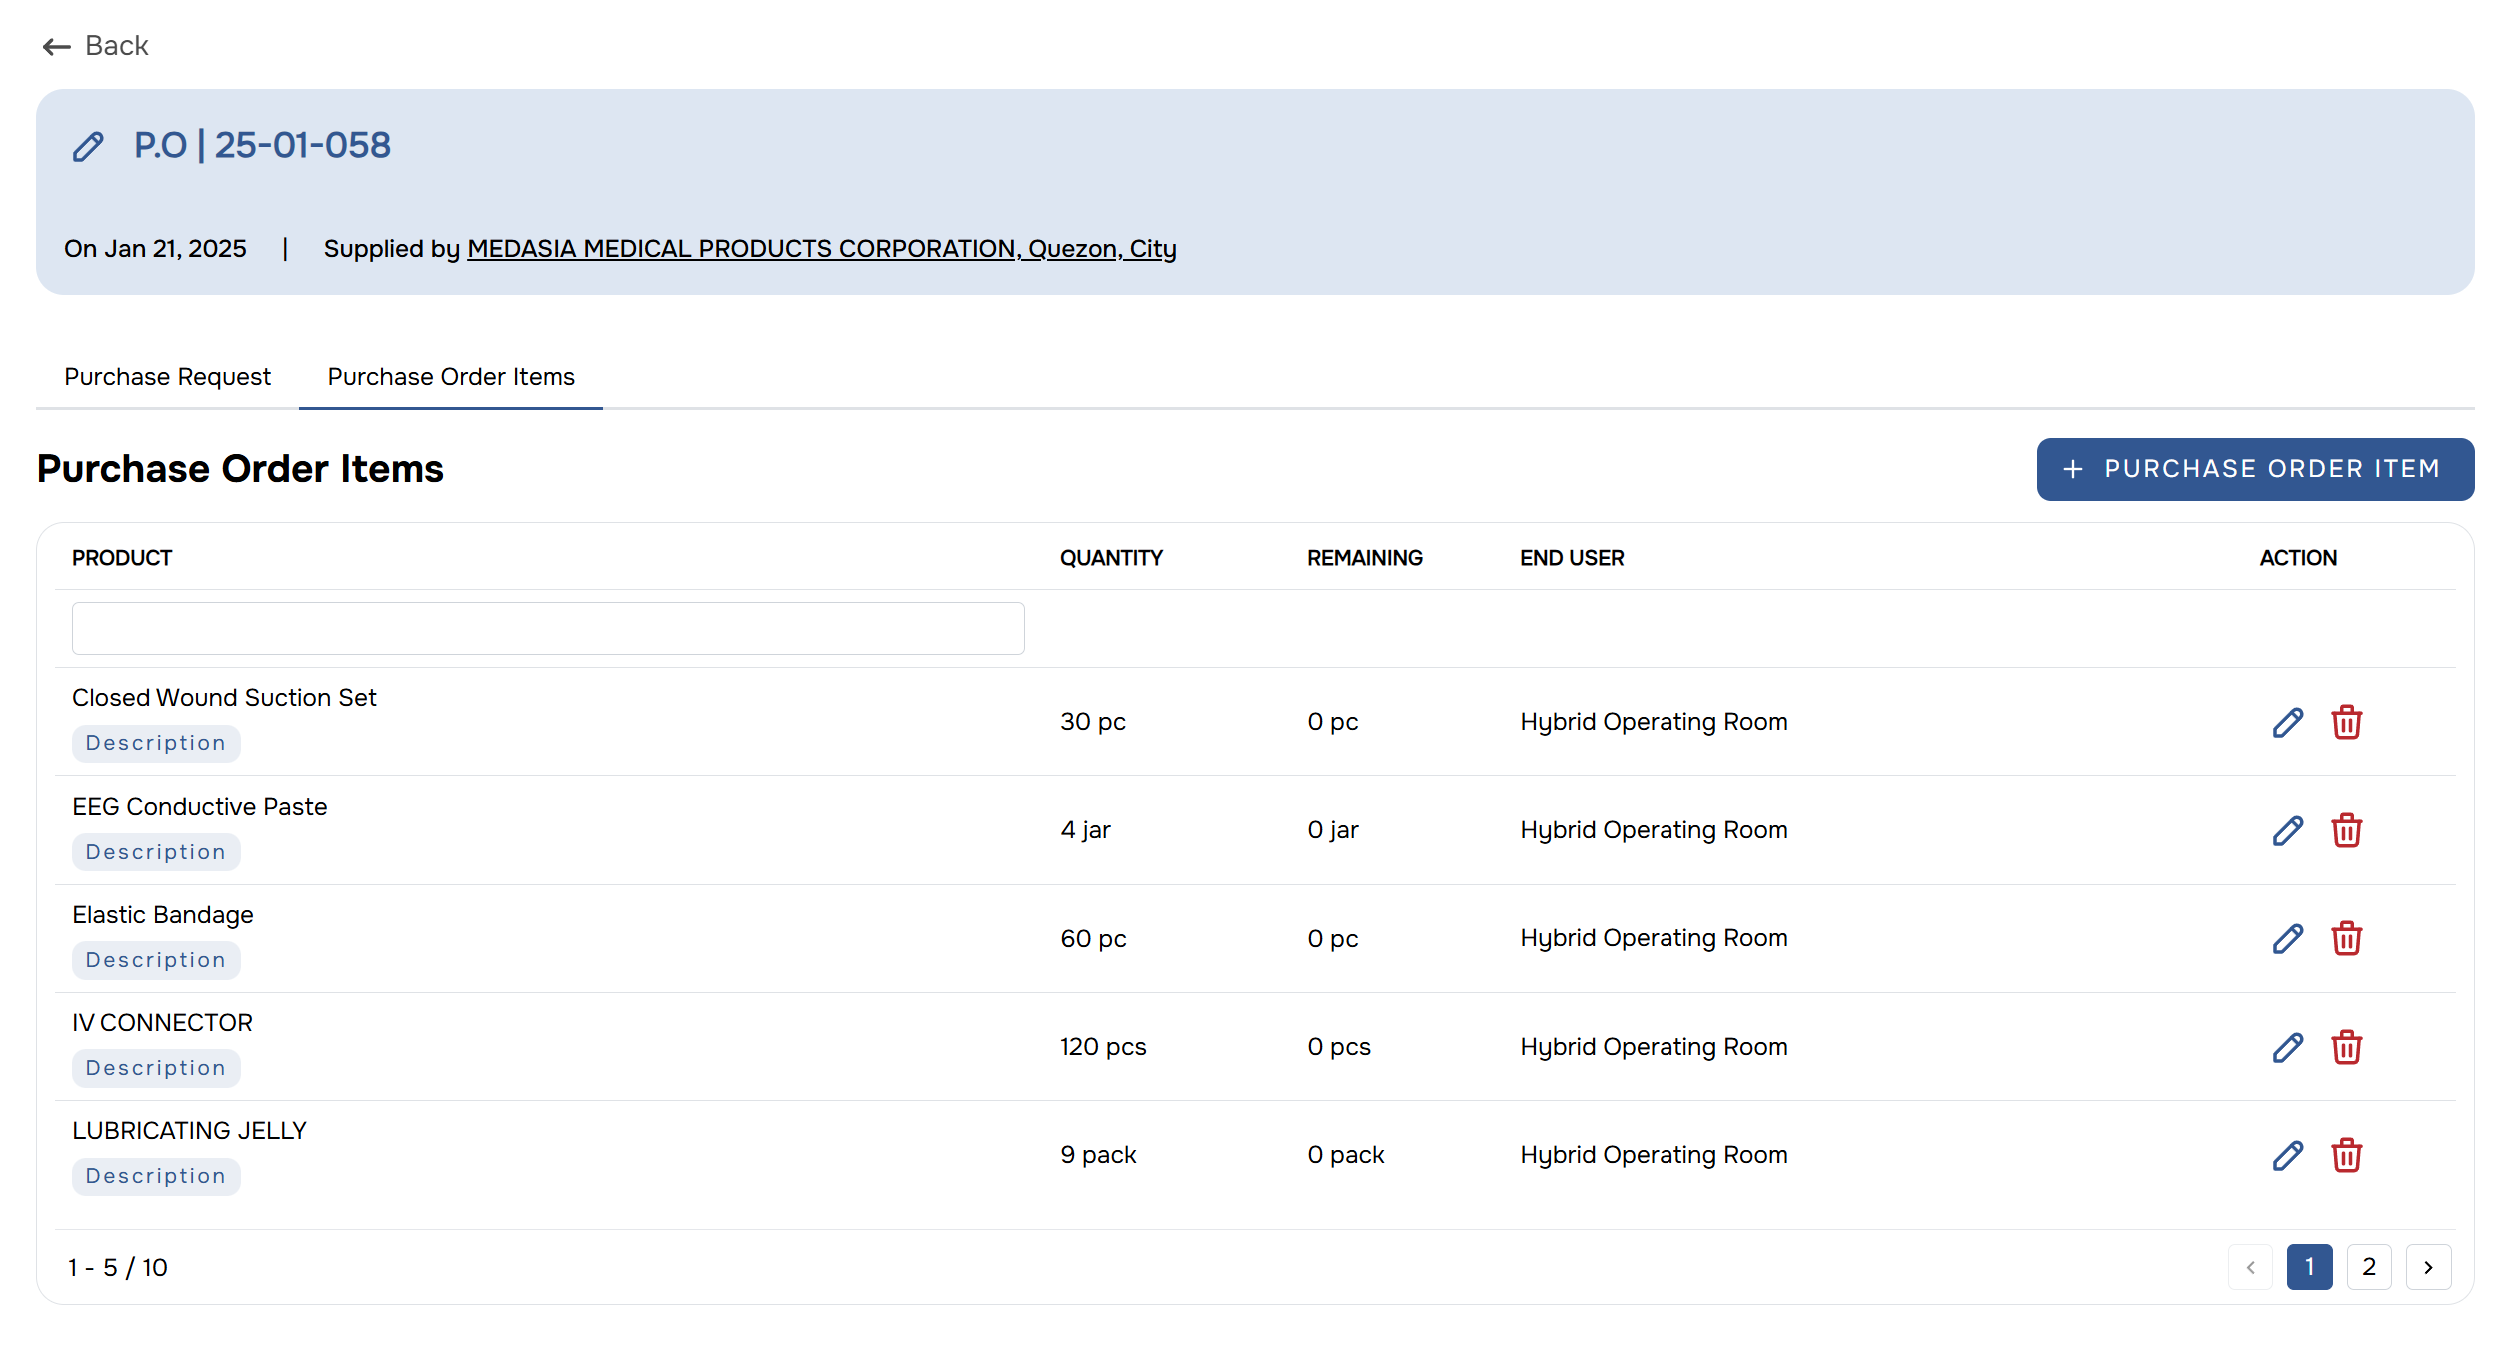 Back
P.O | 25-01-058
On Jan 21, 2025 | Supplied by MEDASIA MEDICAL PRODUCTS CORPORATION, Quezon, City
Purchase Request Purchase Order Items
Purchase Order Items
+ PURCHASE ORDER ITEM
PRODUCT QUANTITY REMAINING END USER ACTION
Closed Wound Suction Set
Description
30 pc 0 pc Hybrid Operating Room
EEG Conductive Paste
Description
4 jar 0 jar Hybrid Operating Room
Elastic Bandage
Description
60 pc 0 pc Hybrid Operating Room
IV CONNECTOR
Description
120 pcs 0 pcs Hybrid Operating Room
LUBRICATING JELLY
Description
9 pack 0 pack Hybrid Operating Room
1 - 5 / 10
1 2